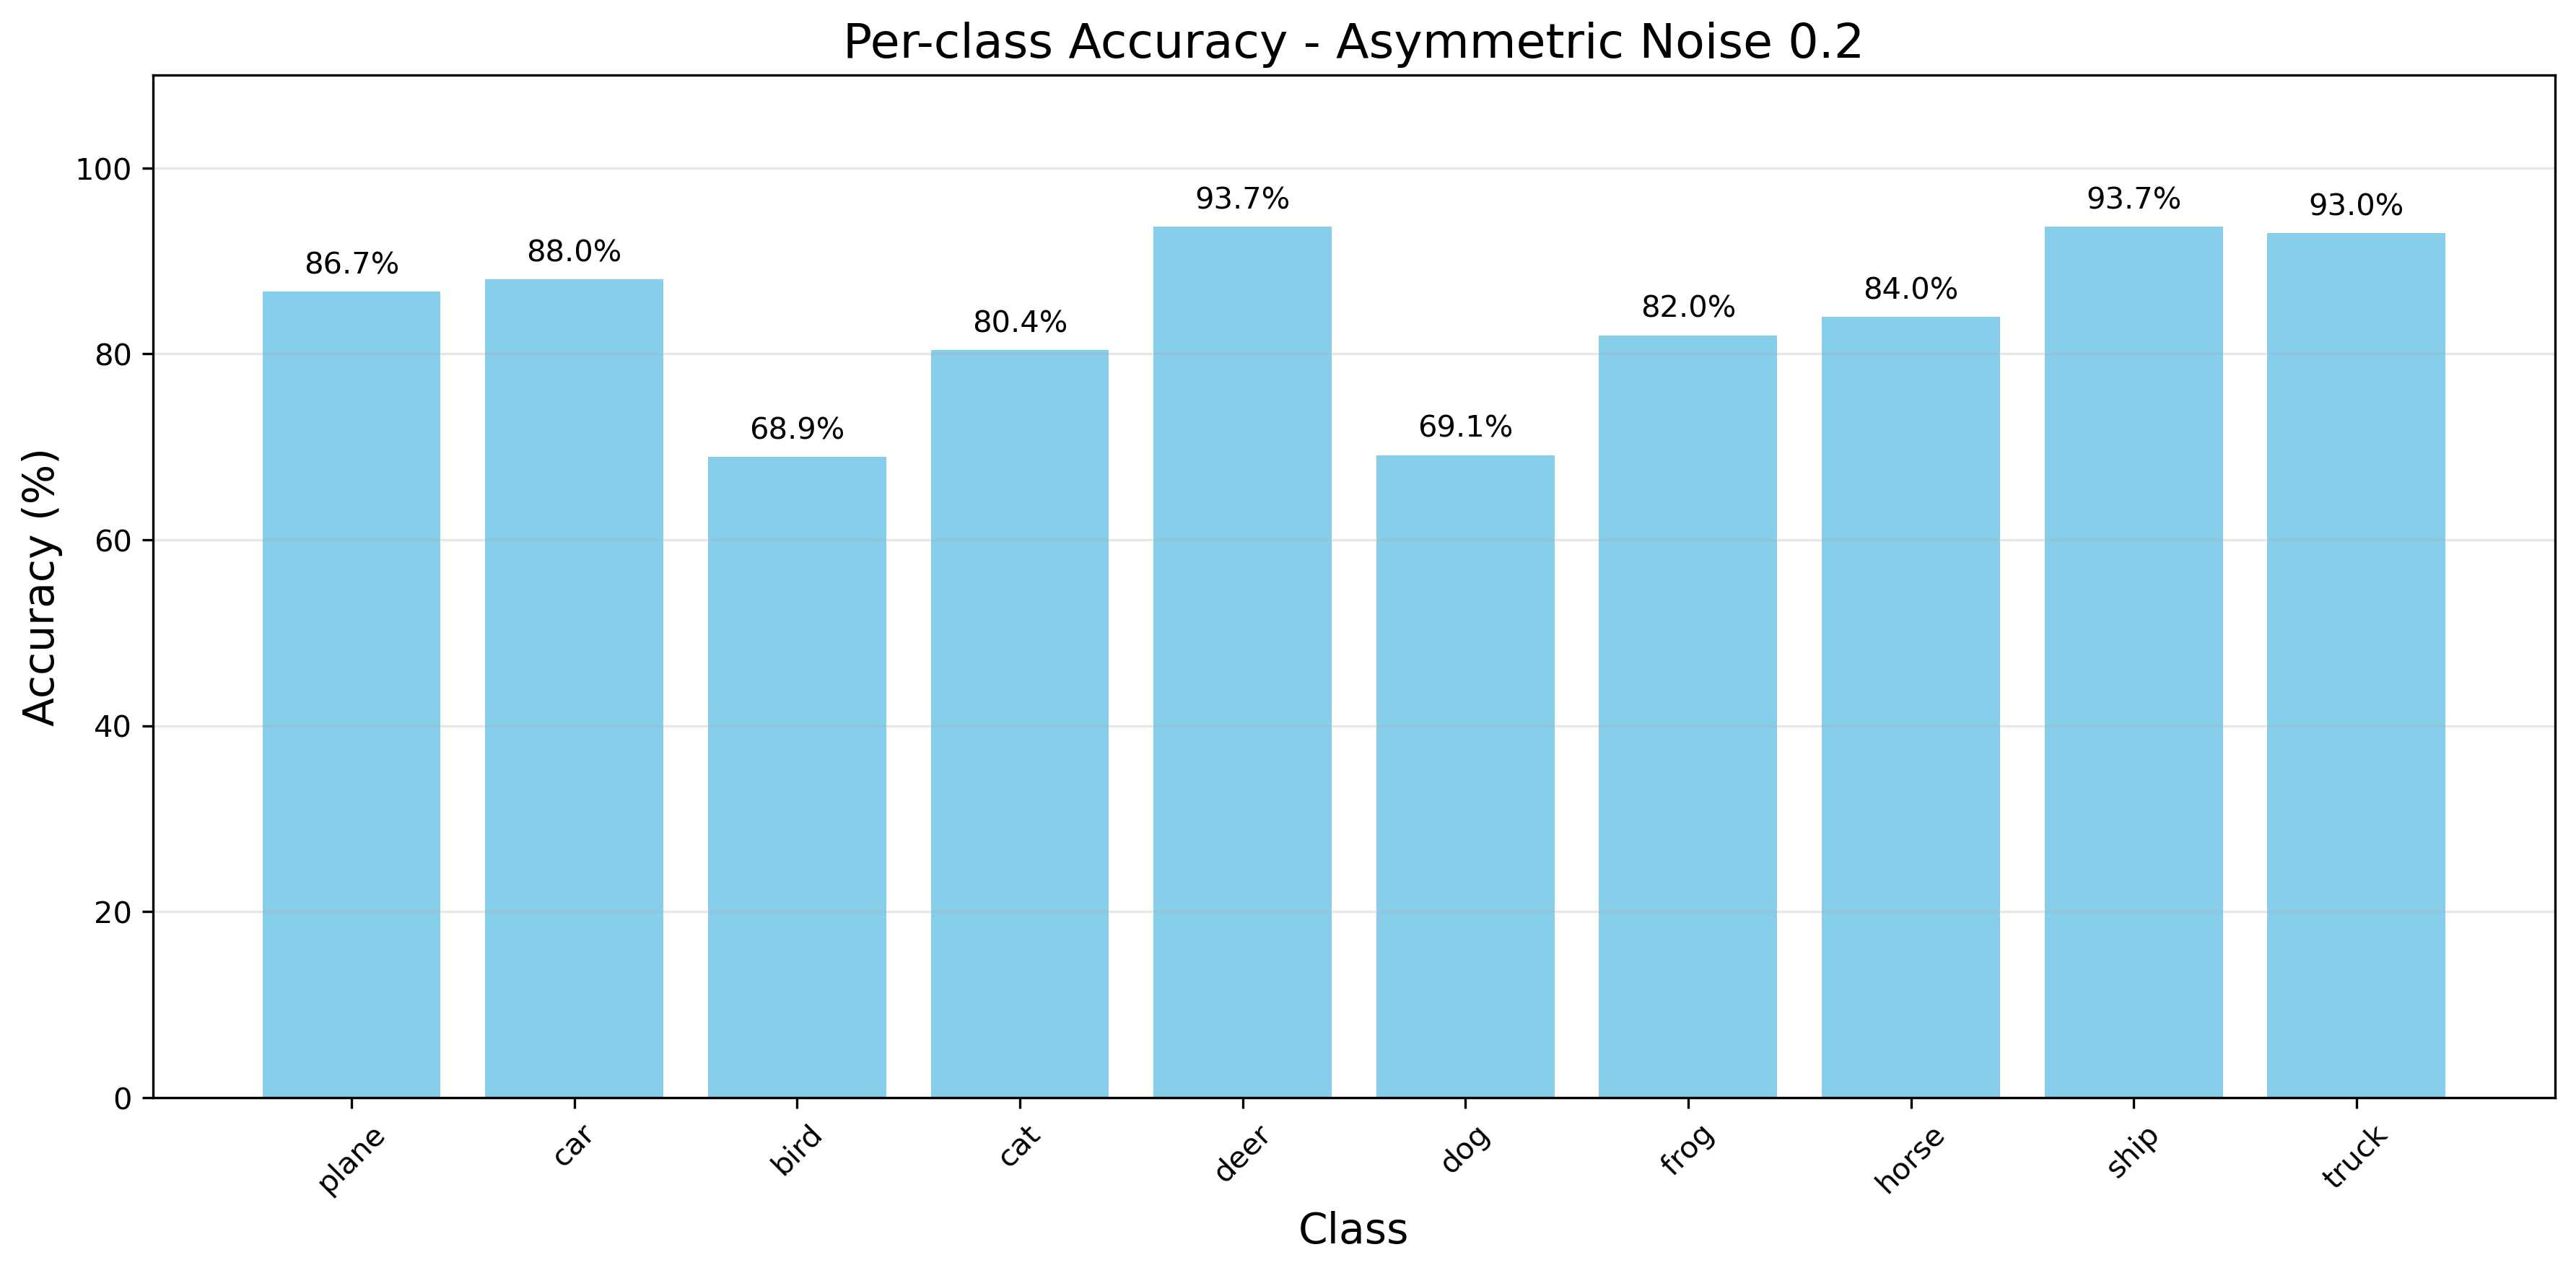 Per-class Accuracy - Asymmetric Noise 0.2
Accuracy (%)
100
80
60
40
20
0
86.7%
88.0%
68.9%
80.4%
93.7%
69.1%
82.0%
84.0%
93.7%
93.0%
plane
car
bird
cat
deer
dog
frog
horse
ship
truck
Class